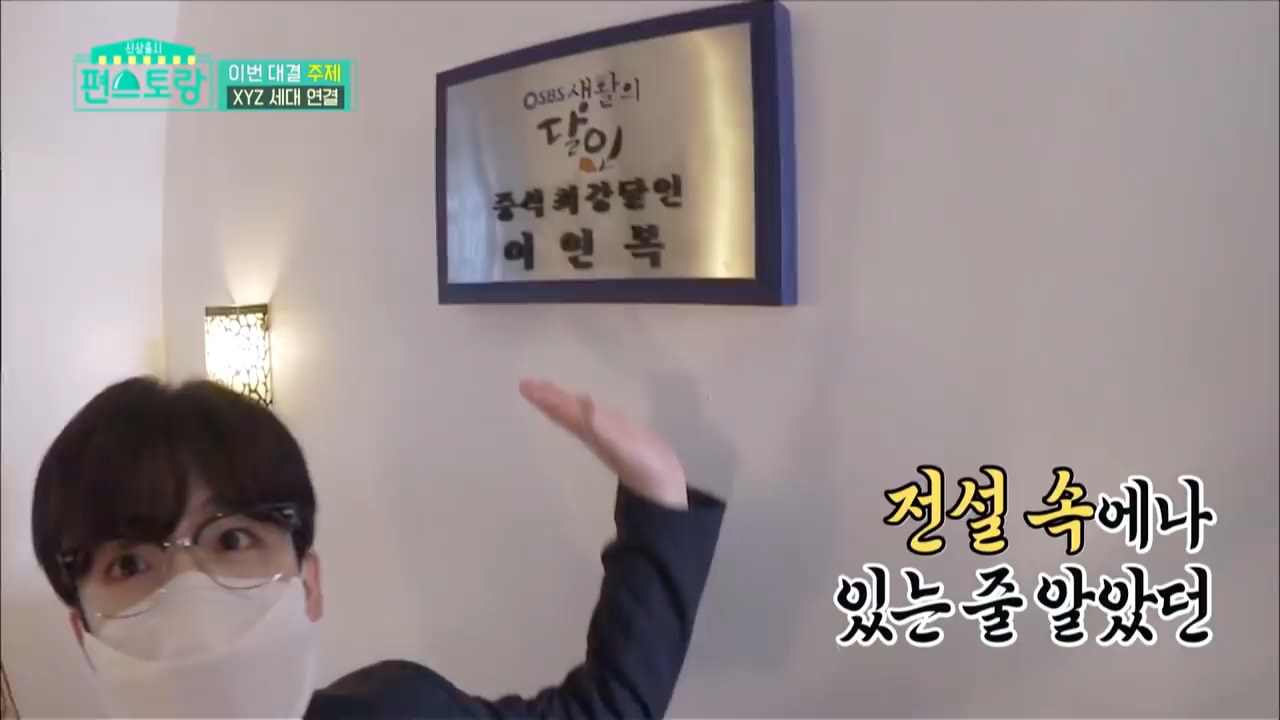 신상출시
편스토랑
이번 대결 주제
XYZ 세대 연결
SBS 생활의
달인
중식 최강달인
이인복
전설 속에나
있는 줄 알았던